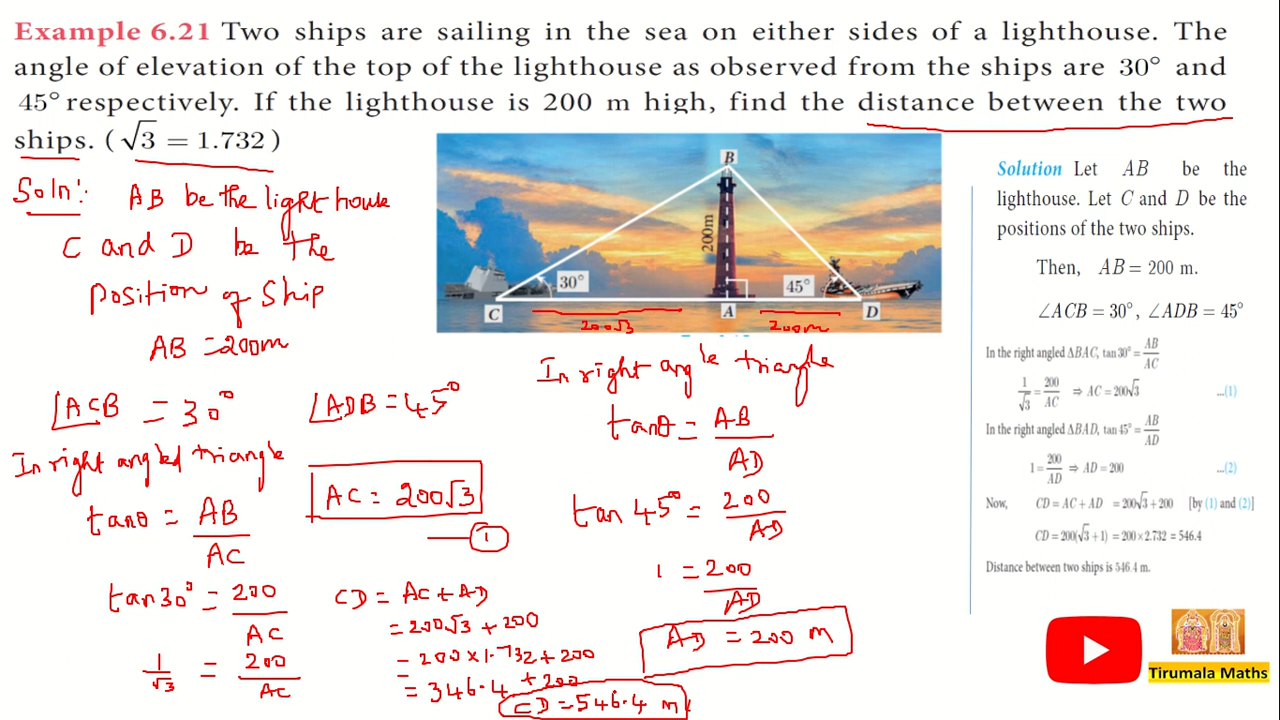 Example 6.21 Two ships are sailing in the sea on either sides of a lighthouse. The
angle of elevation of the top of the lighthouse as observed from the ships are 30° and
45° respectively. If the lighthouse is 200 m high, find the distance between the two
ships. ( √3 = 1.732 )
Soln:
AB be the light house
C and D be the
position of ship
AB = 200m
∠ACB = 30°
∠ADB = 45°
In right angled triangle
tanθ = AB/AC
tan30° = 200/AC
1/√3 = 200/AC
AC = 200√3
①
CD = AC + AD
= 200√3 + 200
= 200 × 1.732 + 200
= 346.4 + 200
CD = 546.4 m
B
200m
30°
45°
C
A
D
200√3
200m
In right angle triangle
tanθ = AB/AD
tan 45° = 200/AD
1 = 200/AD
AD = 200 m
Solution Let AB be the
lighthouse. Let C and D be the
positions of the two ships.
Then, AB = 200 m.
∠ACB = 30°, ∠ADB = 45°
In the right angled ΔBAC, tan30° = AB/AC
1/√3 = 200/AC ⇒ AC = 200√3 ...(1)
In the right angled ΔBAD, tan 45° = AB/AD
1 = 200/AD ⇒ AD = 200 ...(2)
Now, CD = AC + AD = 200√3 + 200 [by (1) and (2)]
CD = 200(√3 + 1) = 200 × 2.732 = 546.4
Distance between two ships is 546.4 m.
Tirumala Maths